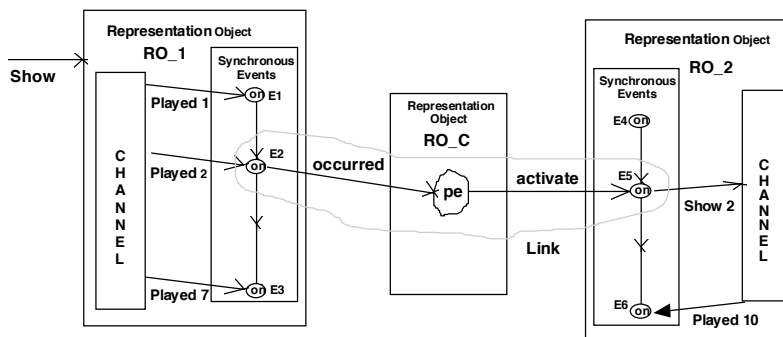 Representation Object
RO_1
Show
Synchronous
Events
CHANNEL
Played 1
on E1
Played 2
on E2
Played 7
on E3
occurred
Representation
Object
RO_C
pe
activate
Link
Representation Object
RO_2
Synchronous
Events
E4 on
E5
on
Show 2
E6 on
Played 10
CHANNEL